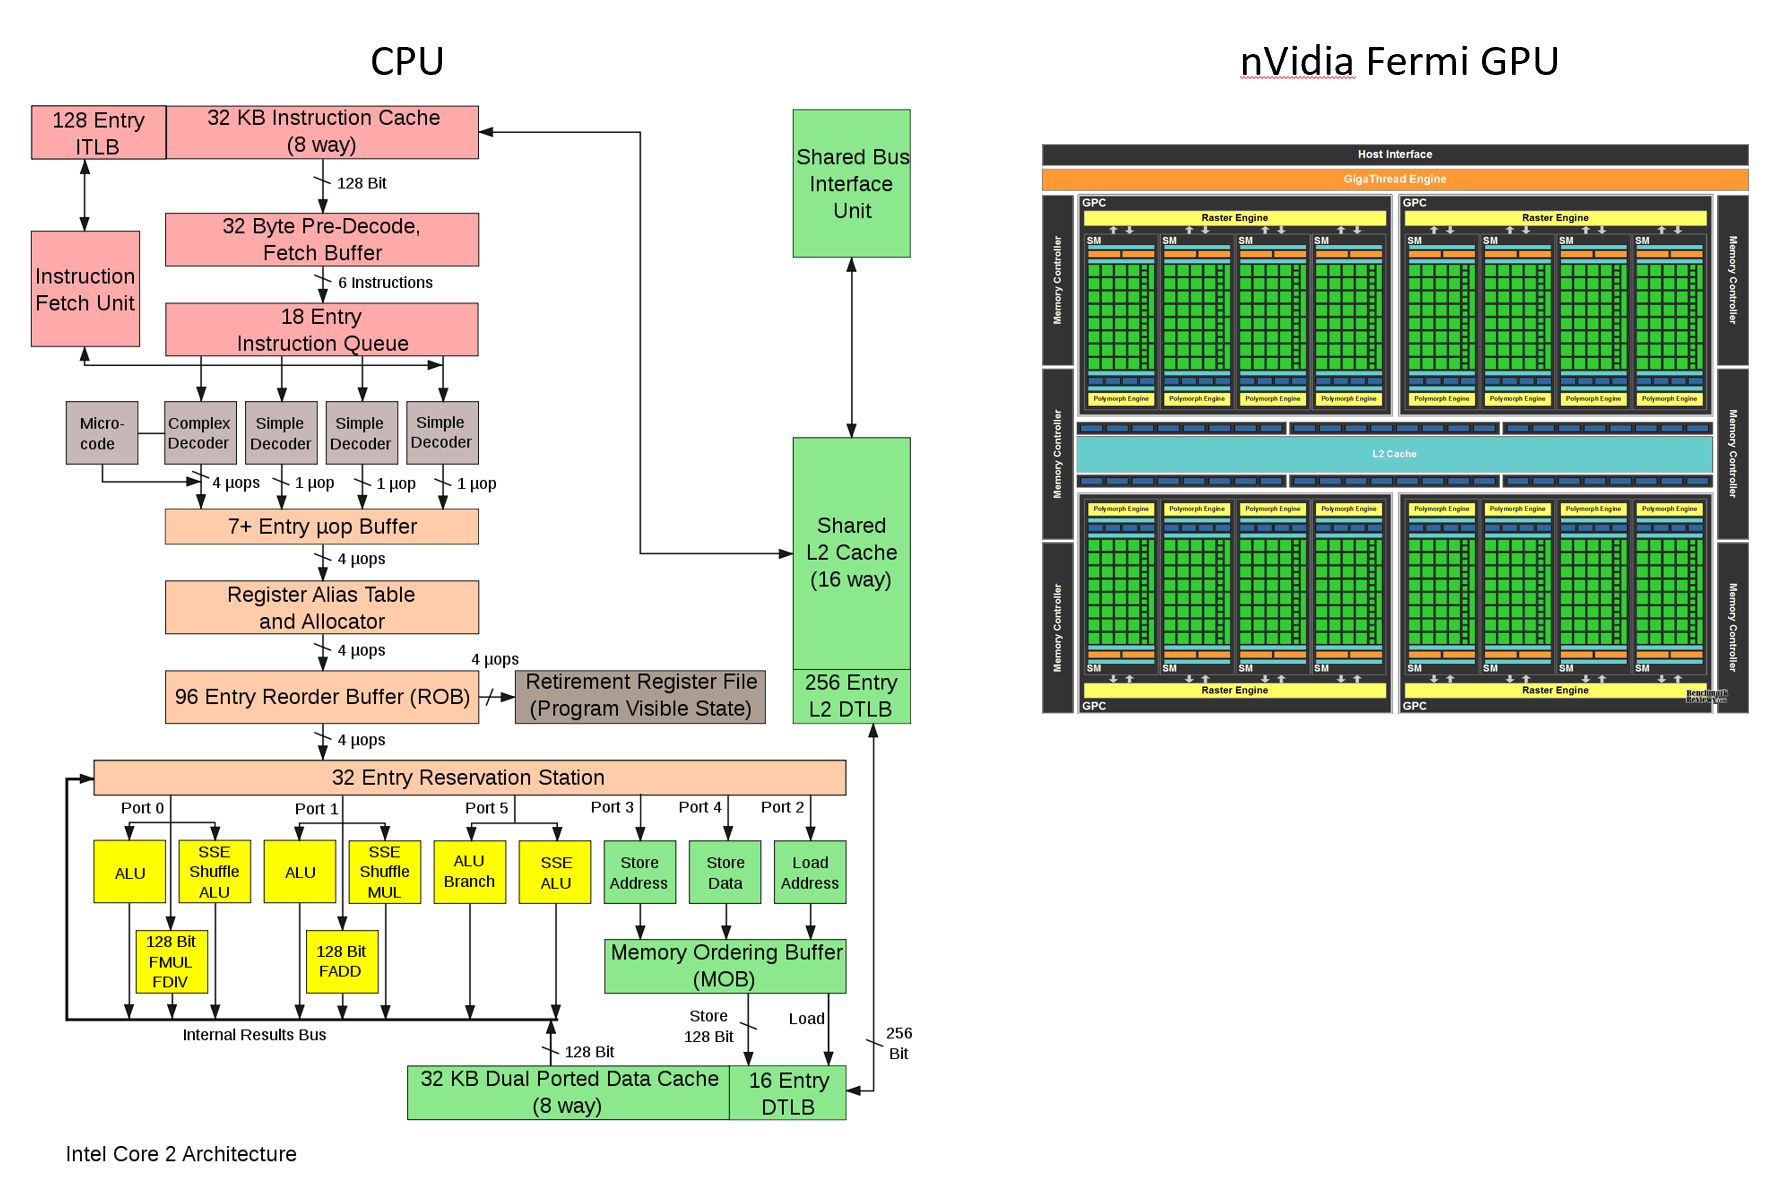 CPU
nVidia Fermi GPU
128 Entry
ITLB
32 KB Instruction Cache
(8 way)
128 Bit
32 Byte Pre-Decode,
Fetch Buffer
Instruction
Fetch Unit
6 Instructions
18 Entry
Instruction Queue
Micro-
code
Complex
Decoder
Simple
Decoder
Simple
Decoder
Simple
Decoder
4 µops
1 µop
1 µop
1 µop
7+ Entry µop Buffer
4 µops
Register Alias Table
and Allocator
4 µops
96 Entry Reorder Buffer (ROB)
4 µops
Retirement Register File
(Program Visible State)
4 µops
Shared Bus
Interface
Unit
Shared
L2 Cache
(16 way)
256 Entry
L2 DTLB
32 Entry Reservation Station
Port 0
Port 1
Port 5
Port 3
Port 4
Port 2
ALU
SSE
Shuffle
ALU
ALU
SSE
Shuffle
MUL
ALU
Branch
SSE
ALU
Store
Address
Store
Data
Load
Address
128 Bit
FMUL
FDIV
128 Bit
FADD
Memory Ordering Buffer
(MOB)
Internal Results Bus
Store
128 Bit
Load
256
Bit
128 Bit
32 KB Dual Ported Data Cache
(8 way)
16 Entry
DTLB
Intel Core 2 Architecture
Host Interface
GigaThread Engine
Memory Controller
Memory Controller
Memory Controller
Memory Controller
Memory Controller
Memory Controller
GPC
Raster Engine
SM
SM
SM
SM
Polymorph Engine
Polymorph Engine
Polymorph Engine
Polymorph Engine
GPC
Raster Engine
SM
SM
SM
SM
Polymorph Engine
Polymorph Engine
Polymorph Engine
Polymorph Engine
L2 Cache
Polymorph Engine
Polymorph Engine
Polymorph Engine
Polymorph Engine
SM
SM
SM
SM
Raster Engine
GPC
Polymorph Engine
Polymorph Engine
Polymorph Engine
Polymorph Engine
SM
SM
SM
SM
Raster Engine
GPC
Benchmark
Reviews